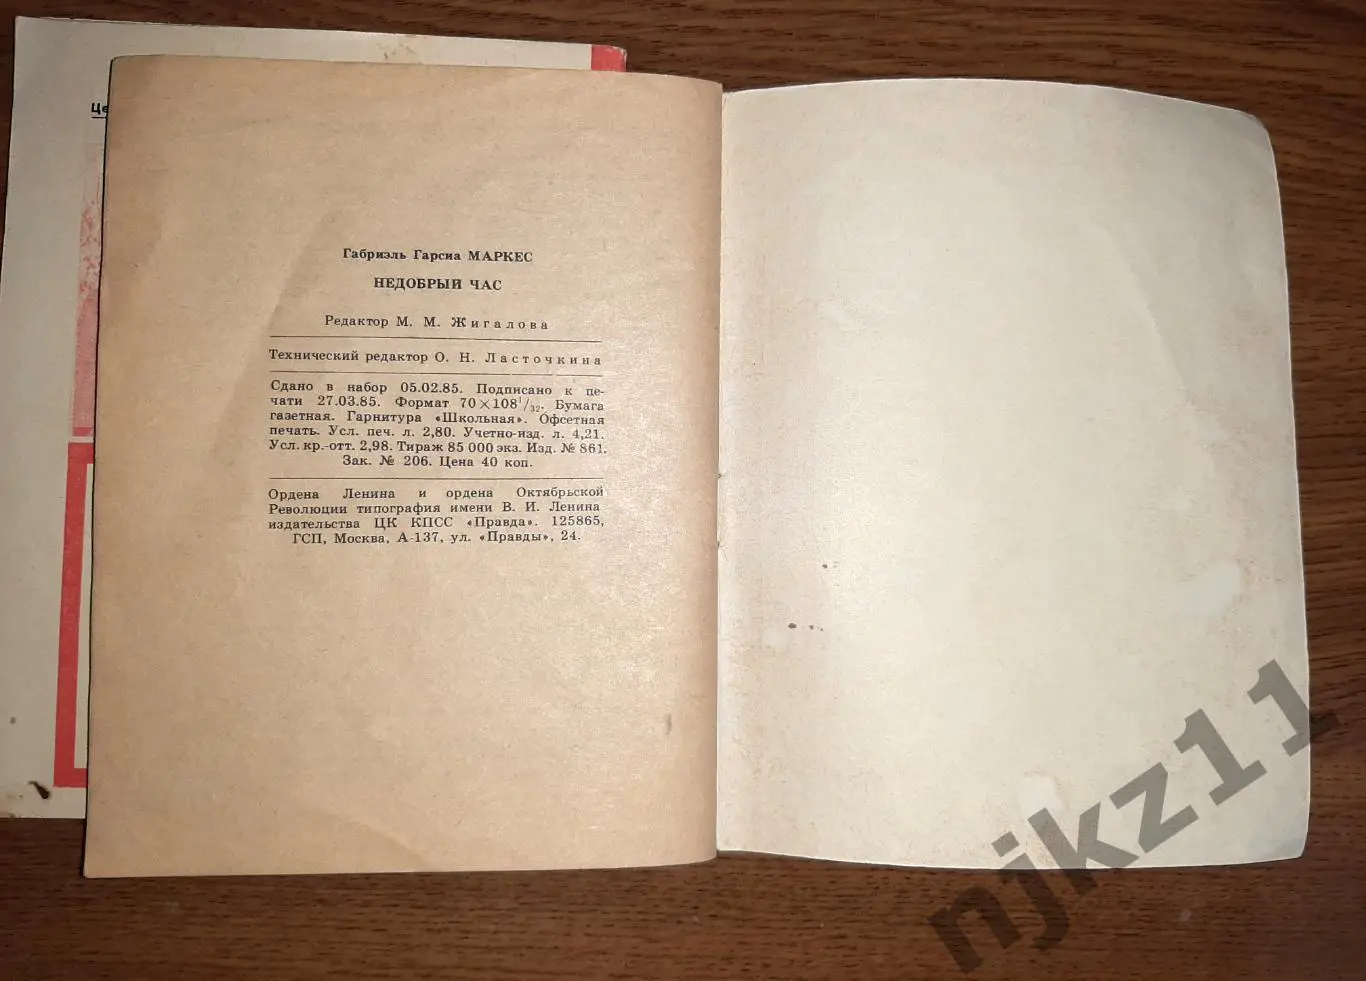 Це
Габриэль Гарсиа МАРКЕС
НЕДОБРЫЙ ЧАС
Редактор М. М. Жигалова
Технический редактор О. Н. Ласточкина
Сдано в набор 05.02.85. Подписано к пе-
чати 27.03.85. Формат 70×108¹/₃₂. Бумага
газетная. Гарнитура «Школьная». Офсетная
печать. Усл. печ. л. 2,80. Учетно-изд. л. 4,21.
Усл. кр.-отт. 2,98. Тираж 85 000 экз. Изд. № 861.
Зак. № 206. Цена 40 коп.
Ордена Ленина и ордена Октябрьской
Революции типография имени В. И. Ленина
издательства ЦК КПСС «Правда». 125865,
ГСП, Москва, А-137, ул. «Правды», 24.
njkz11